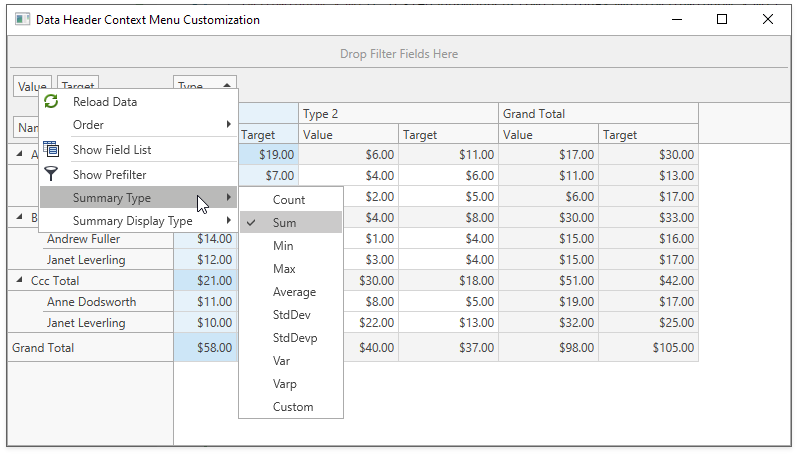 Data Header Context Menu Customization
Drop Filter Fields Here
Value Target Type
Reload Data
Order
Show Field List
Show Prefilter
Summary Type
Summary Display Type
Count
Sum
Min
Max
Average
StdDev
StdDevp
Var
Varp
Custom
Type 2 Grand Total
Target Value Target Value Target
$19.00 $6.00 $11.00 $17.00 $30.00
$7.00 $4.00 $6.00 $11.00 $13.00
$2.00 $5.00 $6.00 $17.00
B $4.00 $8.00 $30.00 $33.00
Andrew Fuller $14.00 $1.00 $4.00 $15.00 $16.00
Janet Leverling $12.00 $3.00 $4.00 $15.00 $17.00
Ccc Total $21.00 $30.00 $18.00 $51.00 $42.00
Anne Dodsworth $11.00 $8.00 $5.00 $19.00 $17.00
Janet Leverling $10.00 $22.00 $13.00 $32.00 $25.00
Grand Total $58.00 $40.00 $37.00 $98.00 $105.00